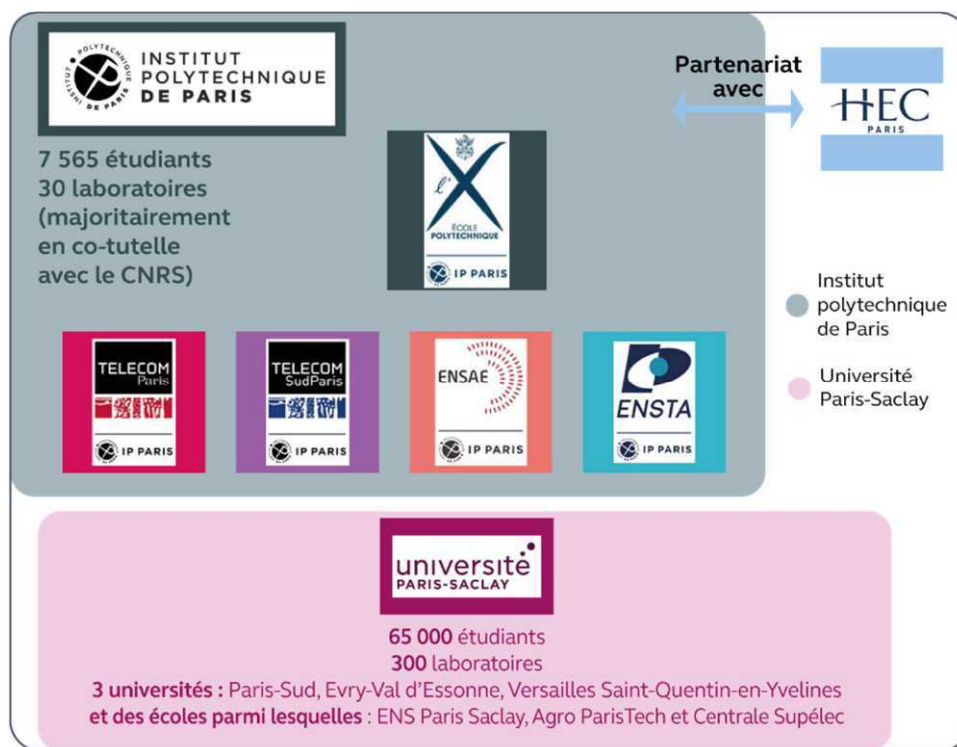 INSTITUT
POLYTECHNIQUE
DE PARIS
INSTITUT POLYTECHNIQUE DE PARIS
Partenariat
avec
HEC
PARIS
7 565 étudiants
30 laboratoires
(majoritairement
en co-tutelle
avec le CNRS)
l'X
ÉCOLE
POLYTECHNIQUE
IP PARIS
Institut
polytechnique
de Paris
Université
Paris-Saclay
TELECOM
Paris
IP PARIS
TELECOM
SudParis
IP PARIS
ENSAE
IP PARIS
ENSTA
IP PARIS
université
PARIS-SACLAY
65 000 étudiants
300 laboratoires
3 universités : Paris-Sud, Evry-Val d'Essonne, Versailles Saint-Quentin-en-Yvelines
et des écoles parmi lesquelles : ENS Paris Saclay, Agro ParisTech et Centrale Supélec